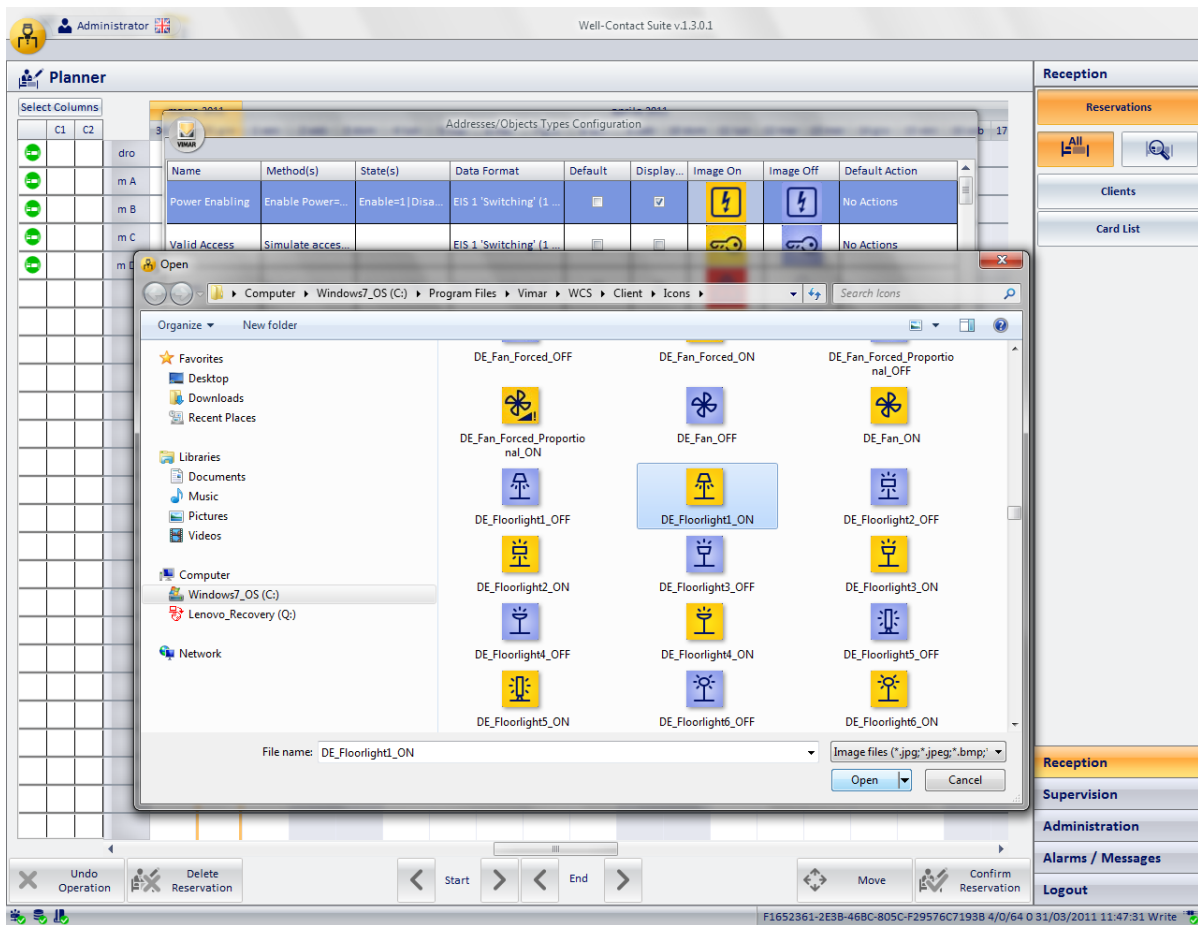 Administrator
Well-Contact Suite v.1.3.0.1
Planner
Reception
Select Columns
C1 C2
dro
m A
m B
m C
Reservations
All
Clients
Card List
Addresses/Objects Types Configuration
VIMAR
Name Method(s) State(s) Data Format Default Display... Image On Image Off Default Action
Power Enabling Enable Power=... Enable=1|Disa... EIS 1 'Switching' (1 ... No Actions
Valid Access Simulate acces... EIS 1 'Switching' (1 ... No Actions
Open
Computer Windows7_OS (C:) Program Files Vimar WCS Client Icons
Search Icons
Organize New folder
Favorites
Desktop
Downloads
Recent Places
Libraries
Documents
Music
Pictures
Videos
Computer
Windows7_OS (C:)
Lenovo_Recovery (Q:)
Network
DE_Fan_Forced_OFF DE_Fan_Forced_ON DE_Fan_Forced_Proportio
nal_OFF
DE_Fan_Forced_Proportio DE_Fan_OFF DE_Fan_ON
nal_ON
DE_Floorlight1_OFF DE_Floorlight1_ON DE_Floorlight2_OFF
DE_Floorlight2_ON DE_Floorlight3_OFF DE_Floorlight3_ON
DE_Floorlight4_OFF DE_Floorlight4_ON DE_Floorlight5_OFF
DE_Floorlight5_ON DE_Floorlight6_OFF DE_Floorlight6_ON
File name: DE_Floorlight1_ON Image files (*.jpg;*.jpeg;*.bmp;*
Open Cancel
Reception
Supervision
Administration
Alarms / Messages
Logout
Undo
Operation
Delete
Reservation
Start
End
Move
Confirm
Reservation
F1652361-2E3B-46BC-805C-F29576C7193B 4/0/64 0 31/03/2011 11:47:31 Write